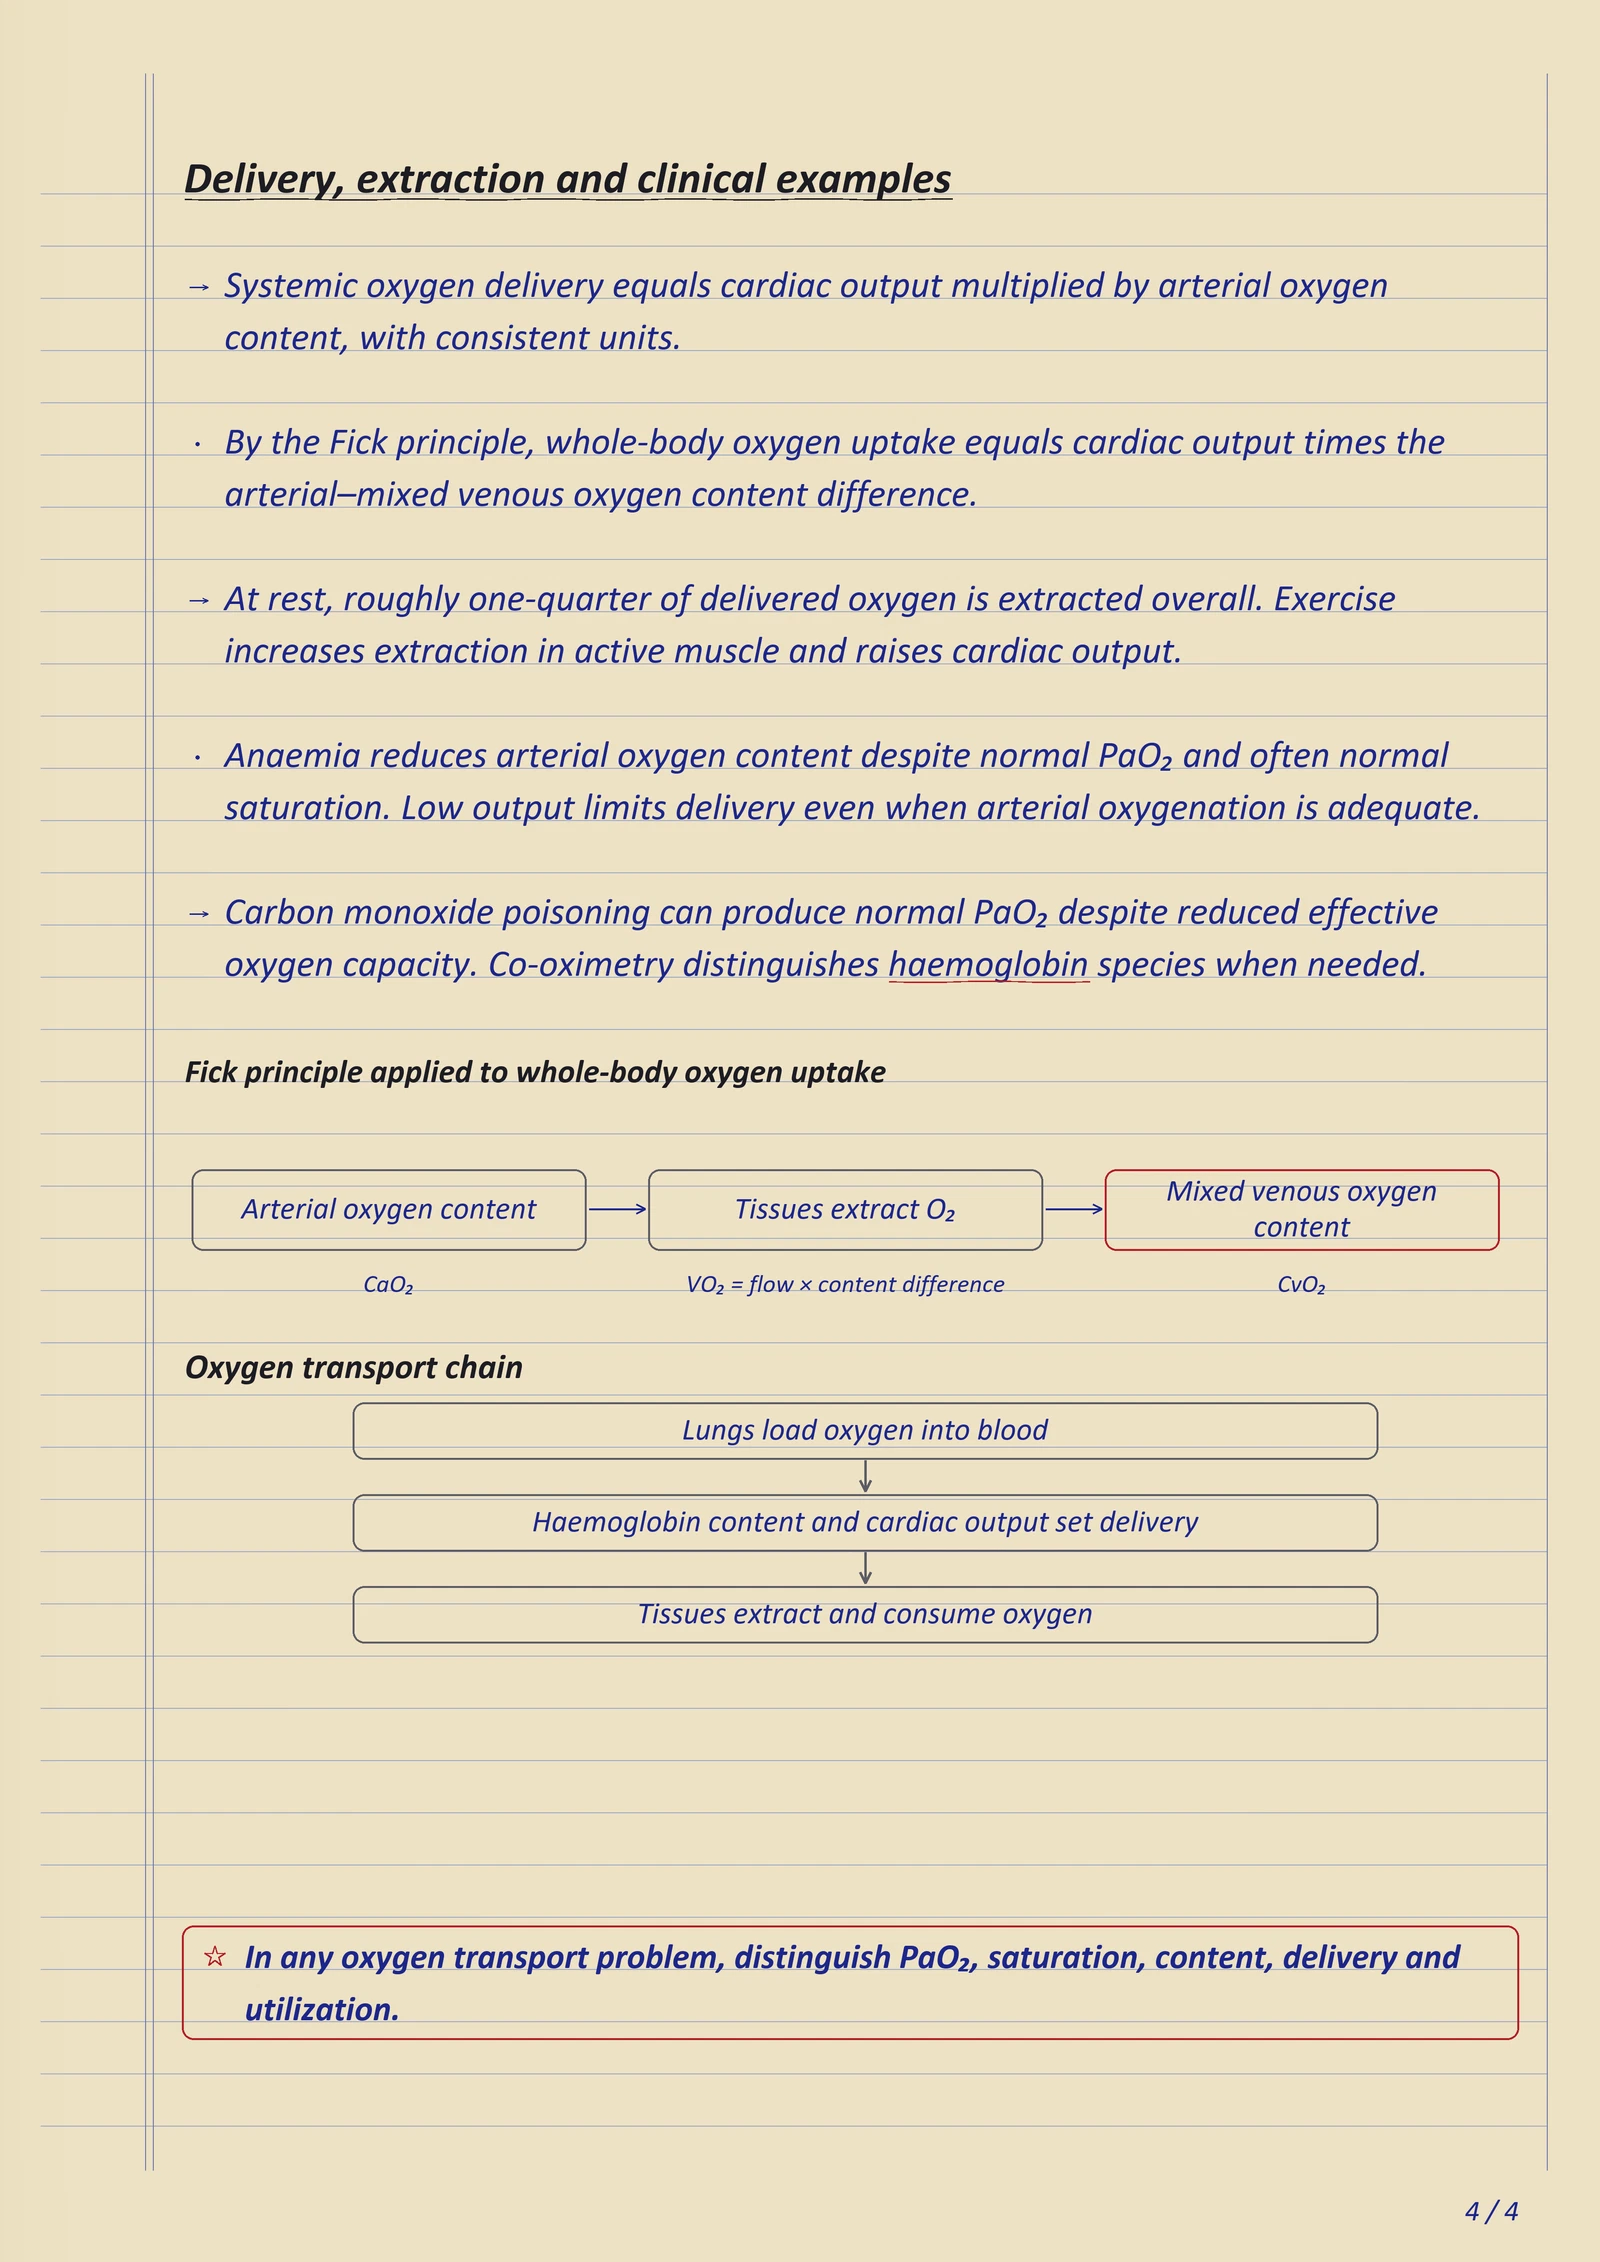 Delivery, extraction and clinical examples
→ Systemic oxygen delivery equals cardiac output multiplied by arterial oxygen
content, with consistent units.
· By the Fick principle, whole-body oxygen uptake equals cardiac output times the
arterial–mixed venous oxygen content difference.
→ At rest, roughly one-quarter of delivered oxygen is extracted overall. Exercise
increases extraction in active muscle and raises cardiac output.
· Anaemia reduces arterial oxygen content despite normal PaO₂ and often normal
saturation. Low output limits delivery even when arterial oxygenation is adequate.
→ Carbon monoxide poisoning can produce normal PaO₂ despite reduced effective
oxygen capacity. Co-oximetry distinguishes haemoglobin species when needed.
Fick principle applied to whole-body oxygen uptake
Arterial oxygen content
CaO₂
Tissues extract O₂
VO₂ = flow × content difference
Mixed venous oxygen
content
CvO₂
Oxygen transport chain
Lungs load oxygen into blood
Haemoglobin content and cardiac output set delivery
Tissues extract and consume oxygen
☆ In any oxygen transport problem, distinguish PaO₂, saturation, content, delivery and
utilization.
4 / 4